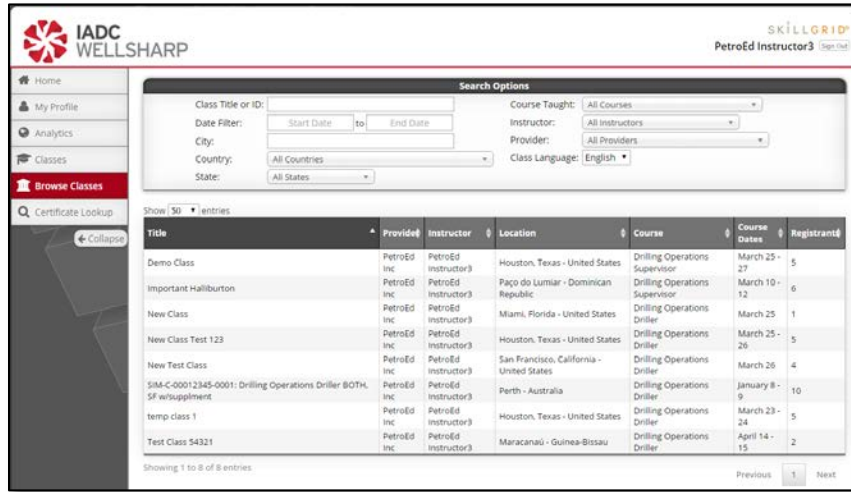 IADC
WELLSHARP
SKILLGRID
PetroEd Instructor3 Sign Out
Home
My Profile
Analytics
Classes
Browse Classes
Certificate Lookup
Collapse
Search Options
Class Title or ID:
Date Filter: Start Date to End Date
City:
Country: All Countries
State: All States
Course Taught: All Courses
Instructor: All Instructors
Provider: All Providers
Class Language: English
Show 50 entries
Title Provider Instructor Location Course Course Dates Registrants
Demo Class PetroEd Inc PetroEd Instructor3 Houston, Texas - United States Drilling Operations Supervisor March 25 - 27 5
Important Halliburton PetroEd Inc PetroEd Instructor3 Paço do Lumiar - Dominican Republic Drilling Operations Supervisor March 10 - 12 6
New Class PetroEd Inc PetroEd Instructor3 Miami, Florida - United States Drilling Operations Driller March 25 1
New Class Test 123 PetroEd Inc PetroEd Instructor3 Houston, Texas - United States Drilling Operations Driller March 25 - 26 5
New Test Class PetroEd Inc PetroEd Instructor3 San Francisco, California - United States Drilling Operations Driller March 26 4
SIM-C-00012345-0001: Drilling Operations Driller BOTH, SF w/supplment PetroEd Inc PetroEd Instructor3 Perth - Australia Drilling Operations Driller January 8 - 9 10
temp class 1 PetroEd Inc PetroEd Instructor3 Houston, Texas - United States Drilling Operations Driller March 23 - 24 5
Test Class 54321 PetroEd Inc PetroEd Instructor3 Maracanaú - Guinea-Bissau Drilling Operations Driller April 14 - 15 2
Showing 1 to 8 of 8 entries
Previous 1 Next